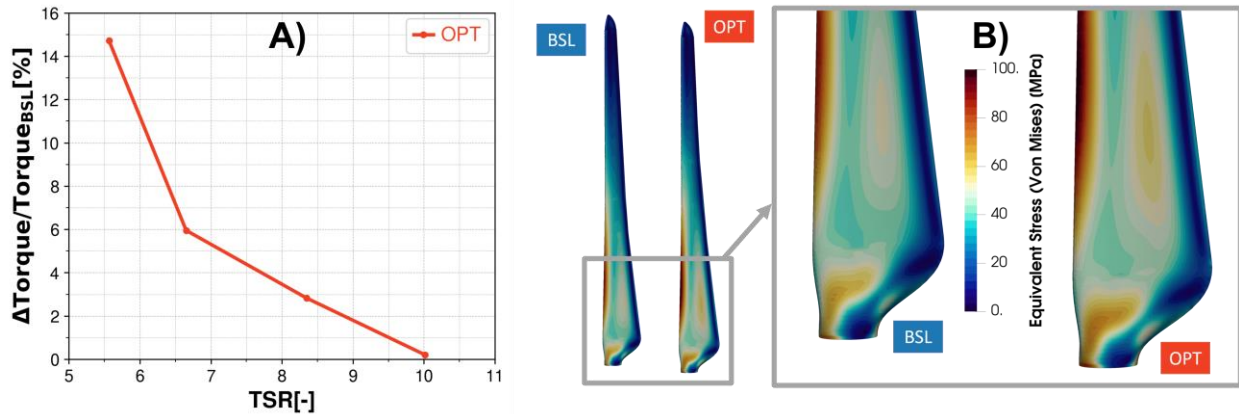 A)
OPT
16
14
12
10
8
6
4
2
0
ΔTorque/Torque_BSL[%]
5 6 7 8 9 10 11
TSR[-]
BSL
OPT
B)
100.
80
60
40
20
0.
Equivalent Stress (Von Mises) (MPa)
BSL
OPT